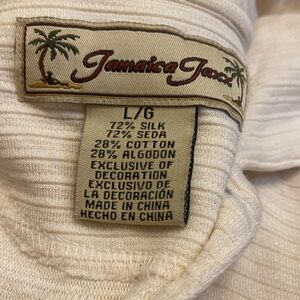 Jamaica Jaxx
L/G
72% SILK
72% SEDA
28% COTTON
28% ALGODON
EXCLUSIVE OF
DECORATION
EXCLUSIVO DE
LA DECORACIÓN
MADE IN CHINA
HECHO EN CHINA